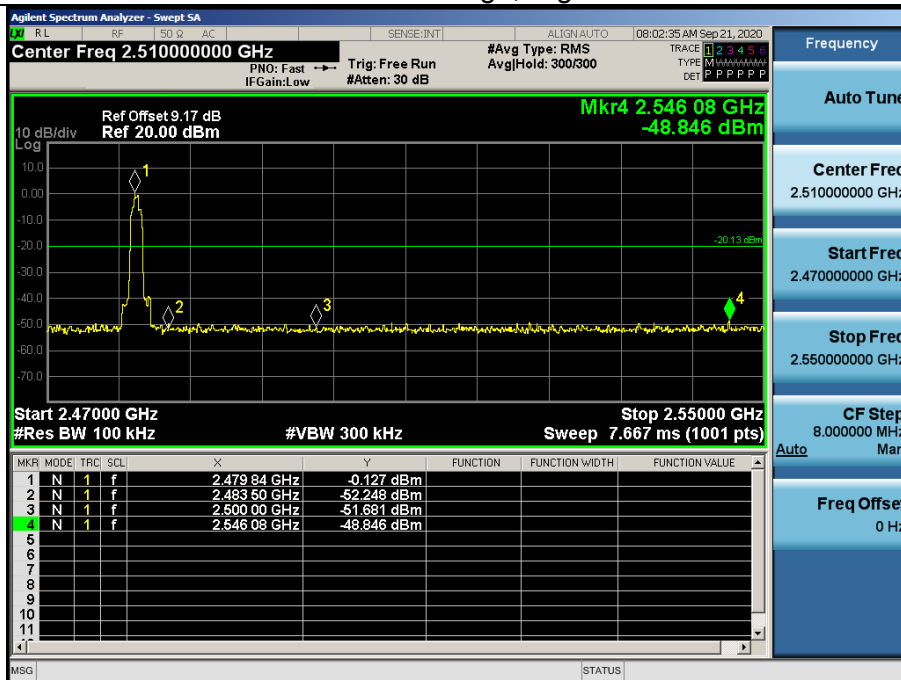 Agilent Spectrum Analyzer - Swept SA
LXI RL RF 50 Ω AC SENSE:INT ALIGN AUTO 08:02:35 AM Sep 21, 2020
Center Freq 2.510000000 GHz
PNO: Fast
IFGain:Low
Trig: Free Run
#Atten: 30 dB
#Avg Type: RMS
Avg|Hold: 300/300
TRACE 1 2 3 4 5 6
TYPE M
DET P P P P P P
Mkr4 2.546 08 GHz
-48.846 dBm
Ref Offset 9.17 dB
10 dB/div Ref 20.00 dBm
Log
10.0
0.00
-10.0
-20.0
-30.0
-40.0
-50.0
-60.0
-70.0
1
2
3
4
-20.13 dBm
Start 2.47000 GHz Stop 2.55000 GHz
#Res BW 100 kHz #VBW 300 kHz Sweep 7.667 ms (1001 pts)
MKR MODE TRC SCL X Y FUNCTION FUNCTION WIDTH FUNCTION VALUE
1 N 1 f 2.479 84 GHz -0.127 dBm
2 N 1 f 2.483 50 GHz -52.248 dBm
3 N 1 f 2.500 00 GHz -51.681 dBm
4 N 1 f 2.546 08 GHz -48.846 dBm
5
6
7
8
9
10
11
MSG STATUS
Frequency
Auto Tune
Center Freq
2.510000000 GHz
Start Freq
2.470000000 GHz
Stop Freq
2.550000000 GHz
CF Step
8.000000 MHz
Auto Man
Freq Offset
0 Hz